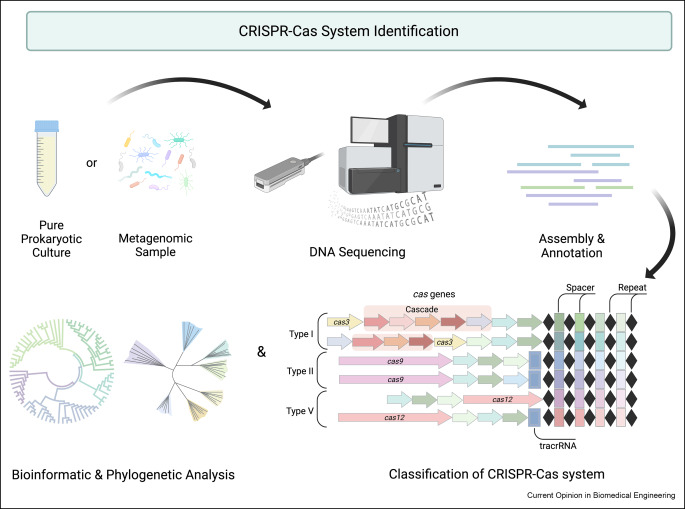 CRISPR-Cas System Identification
or
Pure
Prokaryotic
Culture
Metagenomic
Sample
DNA Sequencing
Assembly &
Annotation
cas genes
Cascade
Spacer
Repeat
Type I
cas3
cas3
Type II
cas9
cas9
Type V
cas12
cas12
tracrRNA
&
Bioinformatic & Phylogenetic Analysis
Classification of CRISPR-Cas system
Current Opinion in Biomedical Engineering